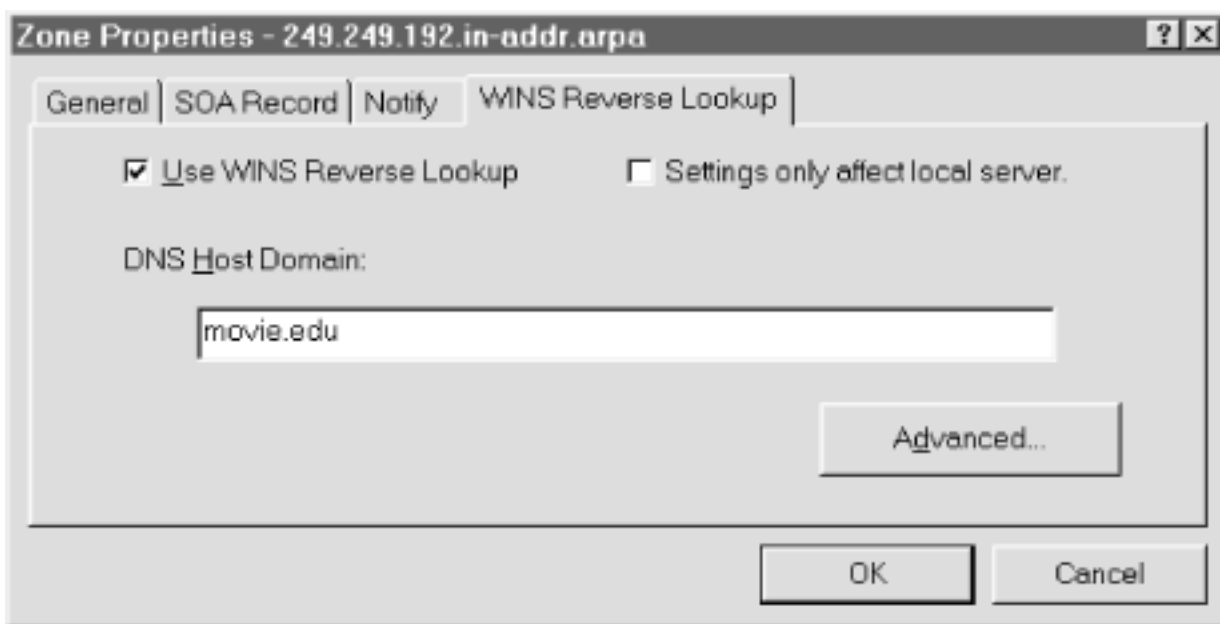 Zone Properties - 249.249.192.in-addr.arpa
General SOA Record Notify WINS Reverse Lookup
Use WINS Reverse Lookup Settings only affect local server.
DNS Host Domain:
movie.edu
Advanced...
OK Cancel